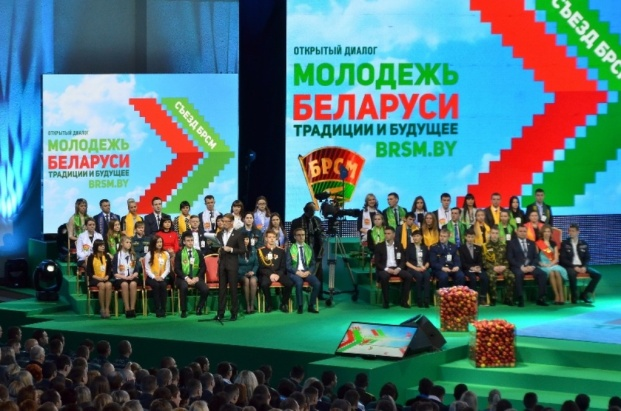 ОТКРЫТЫЙ ДИАЛОГ
МОЛОДЕЖЬ
БЕЛАРУСИ
ТРАДИЦИИ И БУДУЩЕЕ
BRSM.BY
СЪЕЗД БРСМ
ОТКРЫТЫЙ ДИАЛОГ
МОЛОДЕЖЬ
БЕЛАРУСИ
ТРАДИЦИИ И БУДУЩЕЕ
BRSM.BY
СЪЕЗД БРСМ
БРСМ